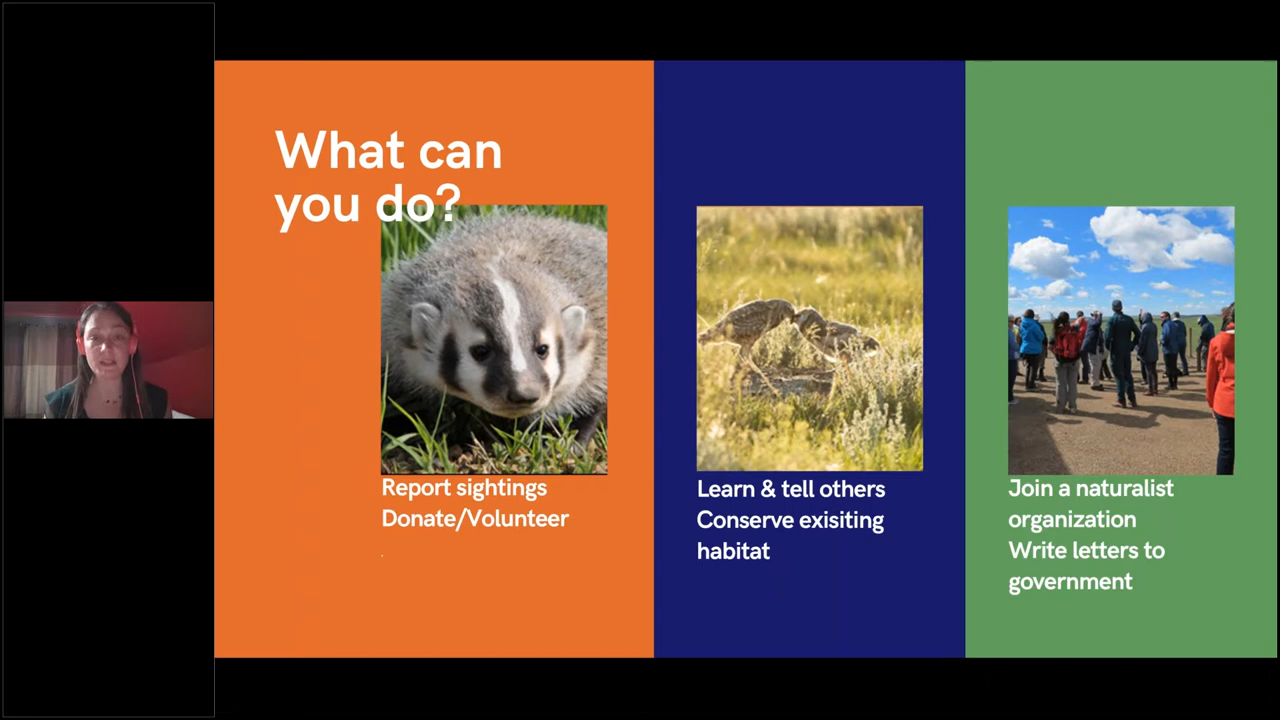 What can
you do?
Report sightings
Donate/Volunteer
.
Learn & tell others
Conserve exisiting
habitat
Join a naturalist
organization
Write letters to
government